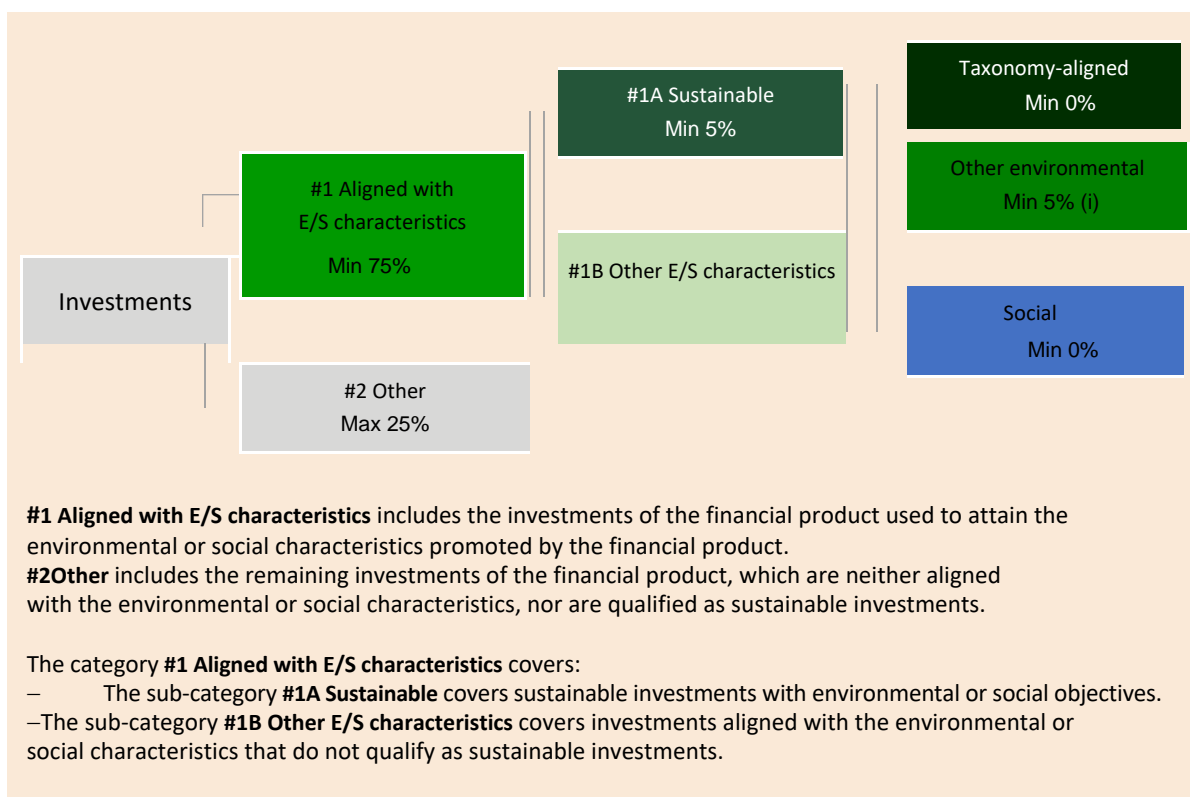 Investments
#1 Aligned with
E/S characteristics
Min 75%
#2 Other
Max 25%
#1A Sustainable
Min 5%
#1B Other E/S characteristics
Taxonomy-aligned
Min 0%
Other environmental
Min 5% (i)
Social
Min 0%
#1 Aligned with E/S characteristics includes the investments of the financial product used to attain the
environmental or social characteristics promoted by the financial product.
#2Other includes the remaining investments of the financial product, which are neither aligned
with the environmental or social characteristics, nor are qualified as sustainable investments.
The category #1 Aligned with E/S characteristics covers:
– The sub-category #1A Sustainable covers sustainable investments with environmental or social objectives.
–The sub-category #1B Other E/S characteristics covers investments aligned with the environmental or
social characteristics that do not qualify as sustainable investments.